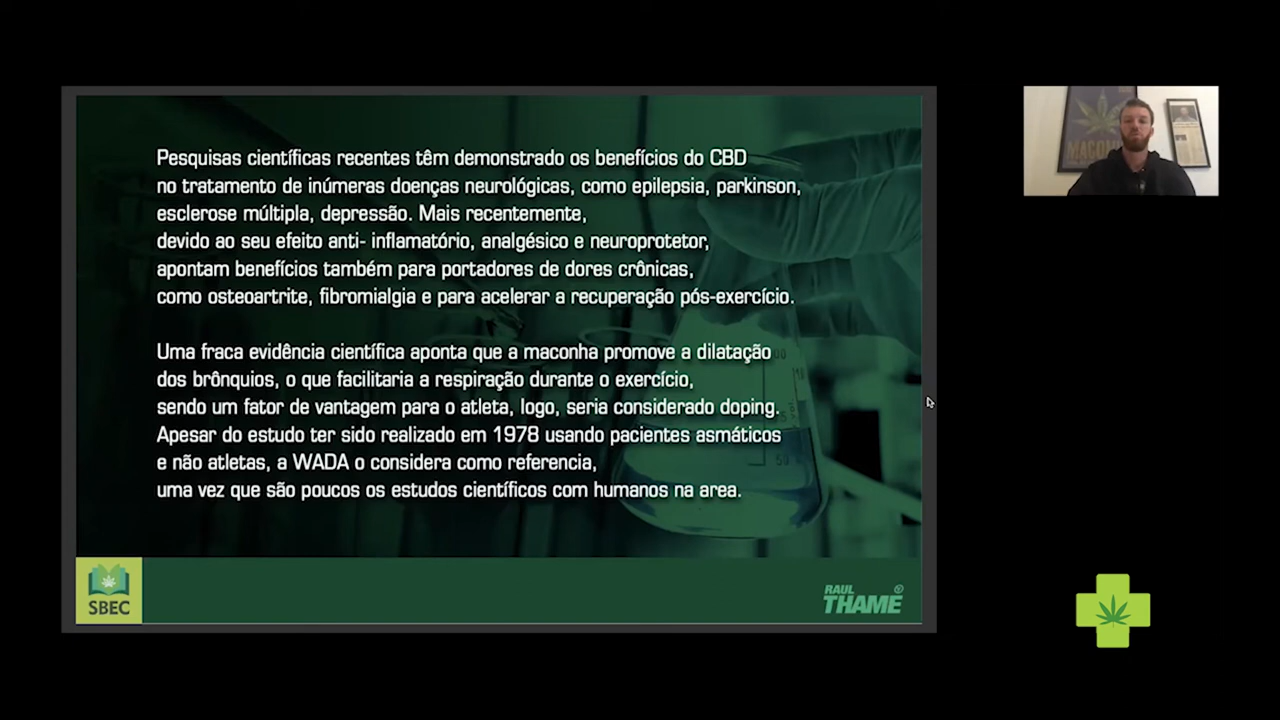 Pesquisas científicas recentes têm demonstrado os benefícios do CBD
no tratamento de inúmeras doenças neurológicas, como epilepsia, parkinson,
esclerose múltipla, depressão. Mais recentemente,
devido ao seu efeito anti- inflamatório, analgésico e neuroprotetor,
apontam benefícios também para portadores de dores crônicas,
como osteoartrite, fibromialgia e para acelerar a recuperação pós-exercício.
Uma fraca evidência científica aponta que a maconha promove a dilatação
dos brônquios, o que facilitaria a respiração durante o exercício,
sendo um fator de vantagem para o atleta, logo, seria considerado doping.
Apesar do estudo ter sido realizado em 1978 usando pacientes asmáticos
e não atletas, a WADA o considera como referencia,
uma vez que são poucos os estudos científicos com humanos na area.
SBEC
RAUL
THAME